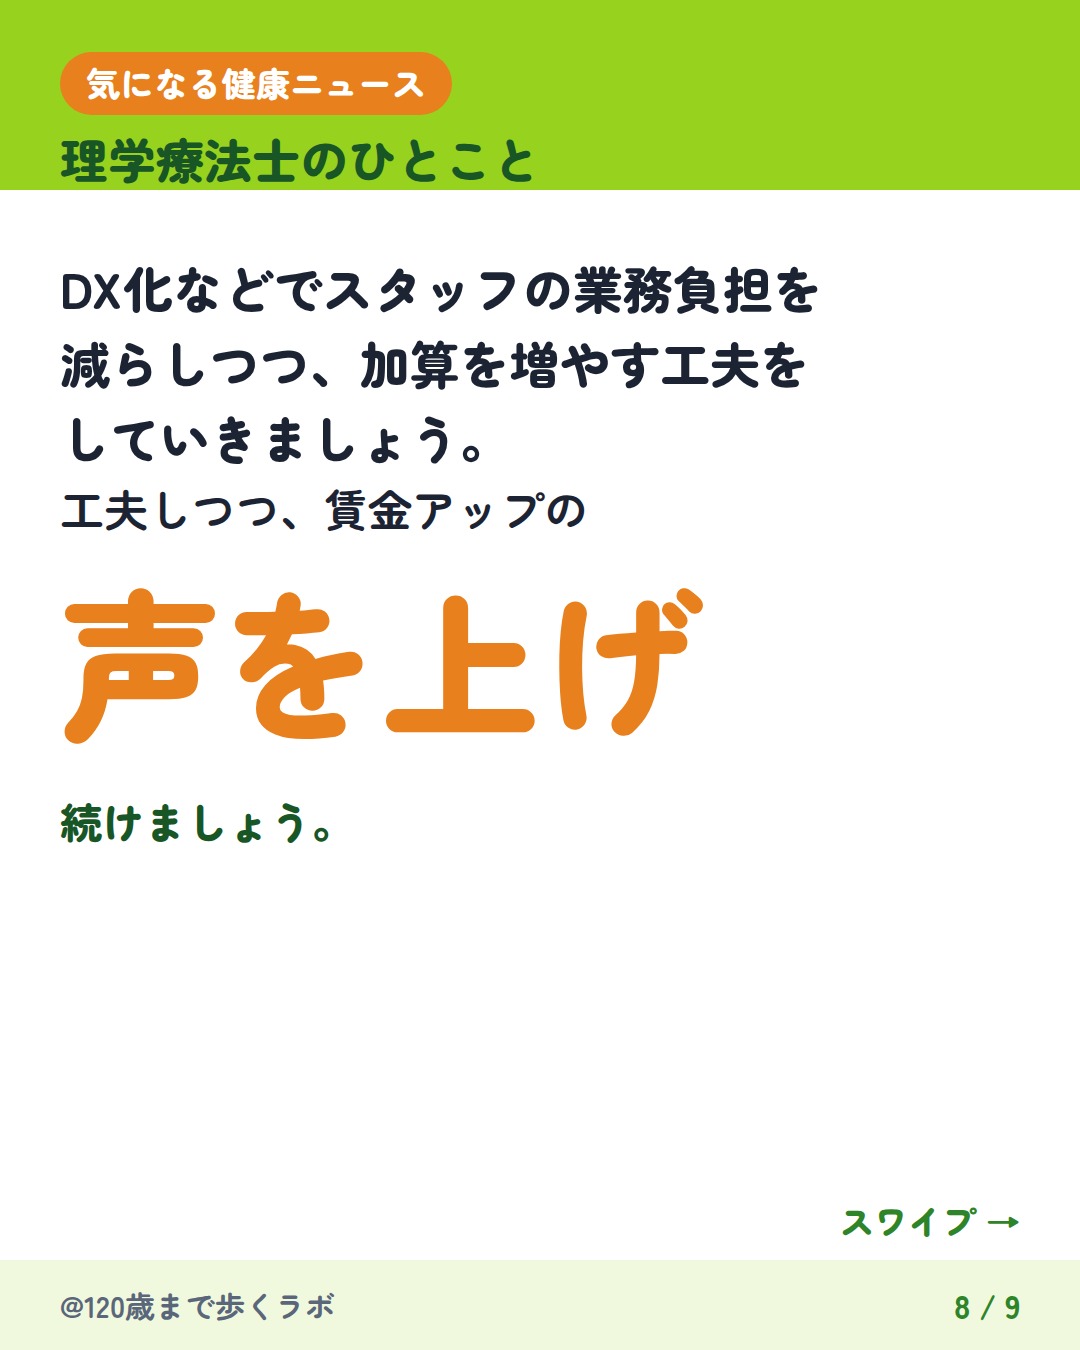 気になる健康ニュース
理学療法士のひとこと
DX化などでスタッフの業務負担を
減らしつつ、加算を増やす工夫を
していきましょう。
工夫しつつ、賃金アップの
声を上げ
続けましょう。
スワイプ →
@120歳まで歩くラボ
8 / 9